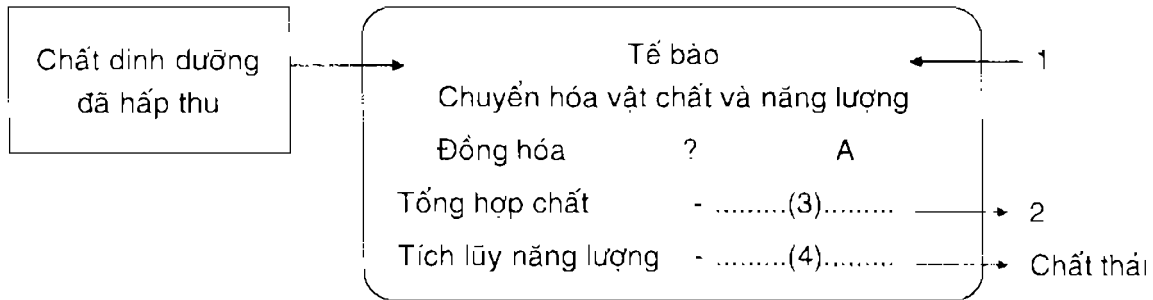 Chất dinh dưỡng
đã hấp thu
Tế bào
1
Chuyển hóa vật chất và năng lượng
Đồng hóa ? A
Tổng hợp chất - .........(3)......... 2
Tích lũy năng lượng - .........(4)......... Chất thải